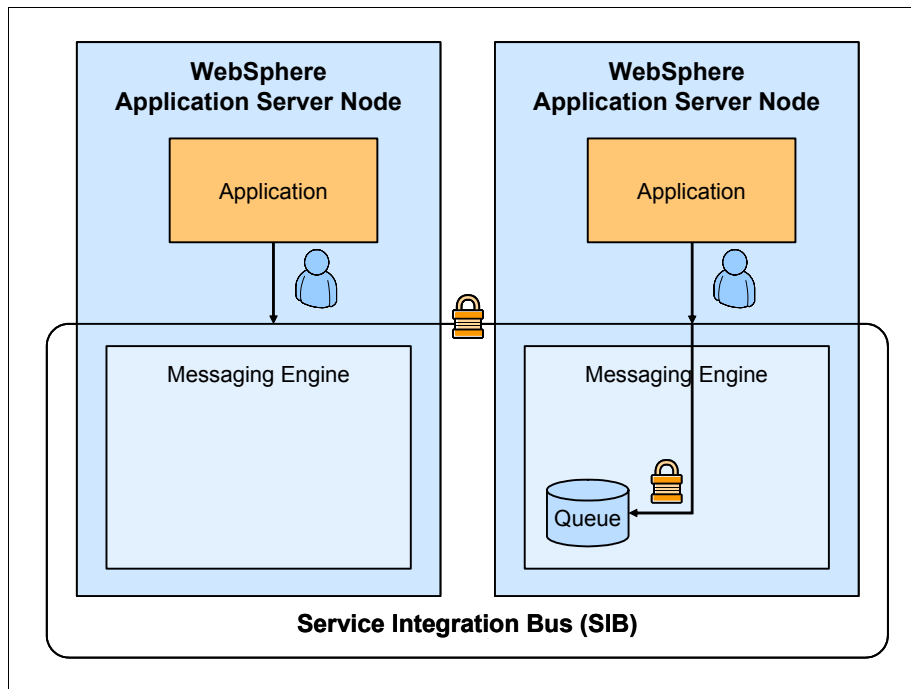 WebSphere
Application Server Node
Application
Messaging Engine
WebSphere
Application Server Node
Application
Messaging Engine
Queue
Service Integration Bus (SIB)